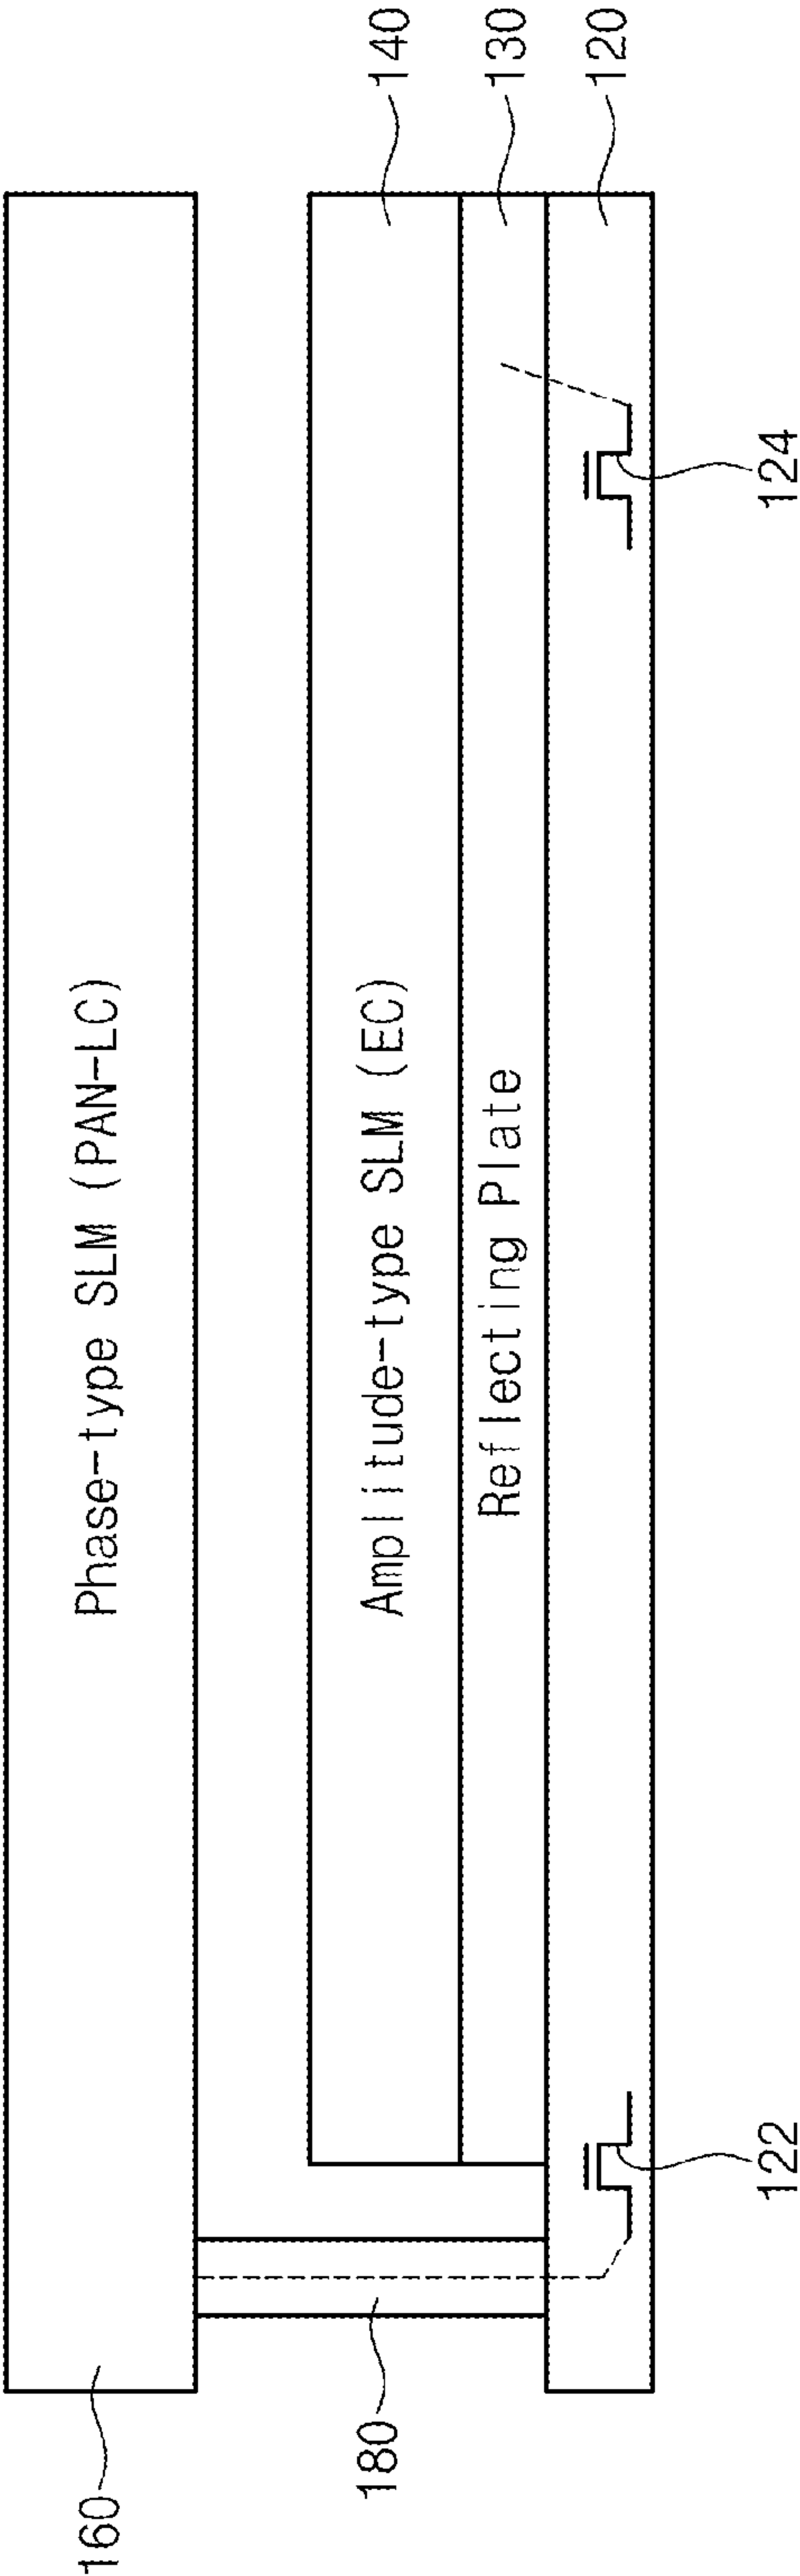 160
Phase-type SLM (PAN-LC)
180
Amplitude-type SLM (EC)
140
Reflecting Plate
130
120
122
124